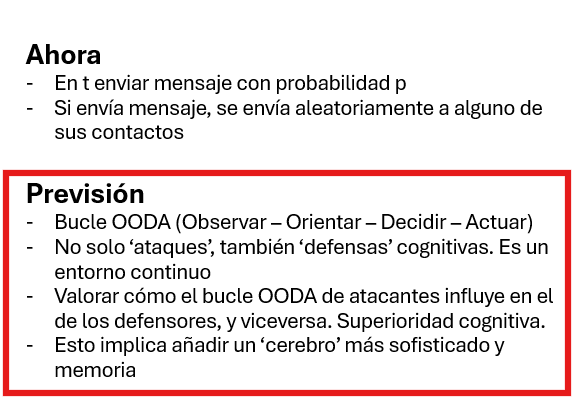 Ahora
- En t enviar mensaje con probabilidad p
- Si envía mensaje, se envía aleatoriamente a alguno de
sus contactos
Previsión
- Bucle OODA (Observar – Orientar – Decidir – Actuar)
- No solo ‘ataques’, también ‘defensas’ cognitivas. Es un
entorno continuo
- Valorar cómo el bucle OODA de atacantes influye en el
de los defensores, y viceversa. Superioridad cognitiva.
- Esto implica añadir un ‘cerebro’ más sofisticado y
memoria